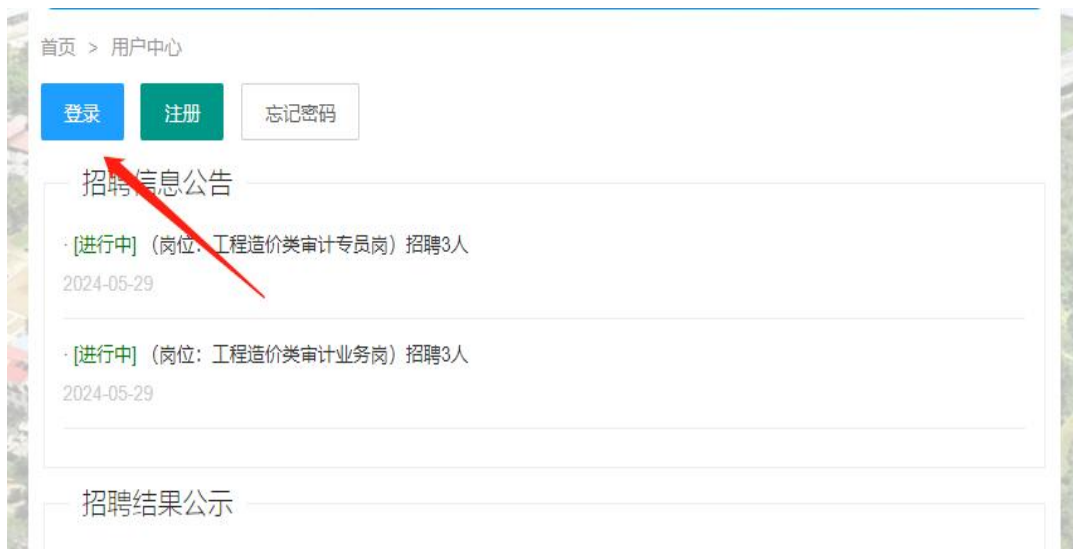 首页 > 用户中心
登录 注册 忘记密码
招聘信息公告
· [进行中] （岗位：工程造价类审计专员岗）招聘3人
2024-05-29
· [进行中] （岗位：工程造价类审计业务岗）招聘3人
2024-05-29
招聘结果公示